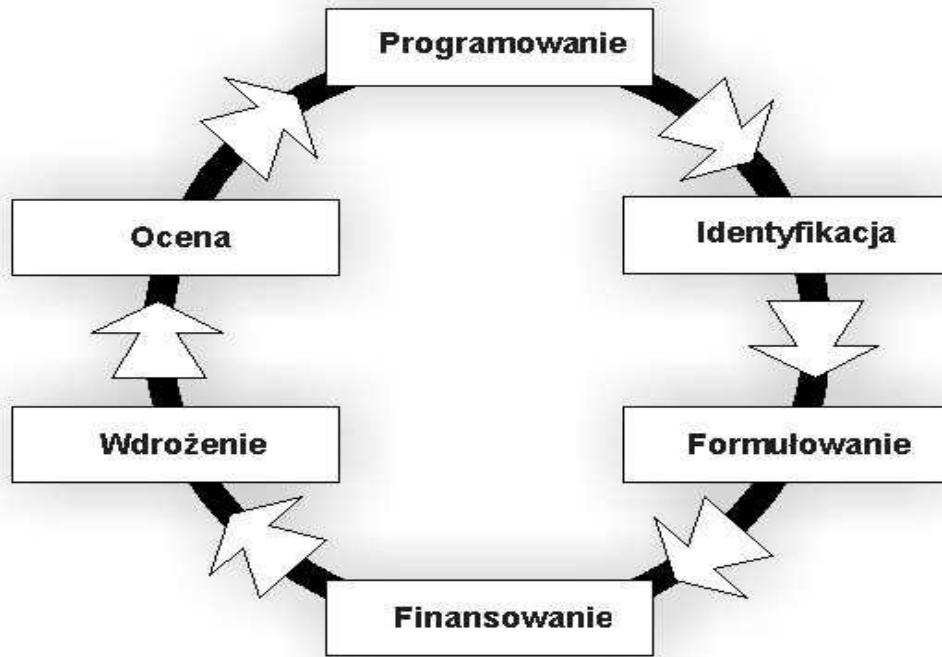 Programowanie
Identyfikacja
Formułowanie
Finansowanie
Wdrożenie
Ocena